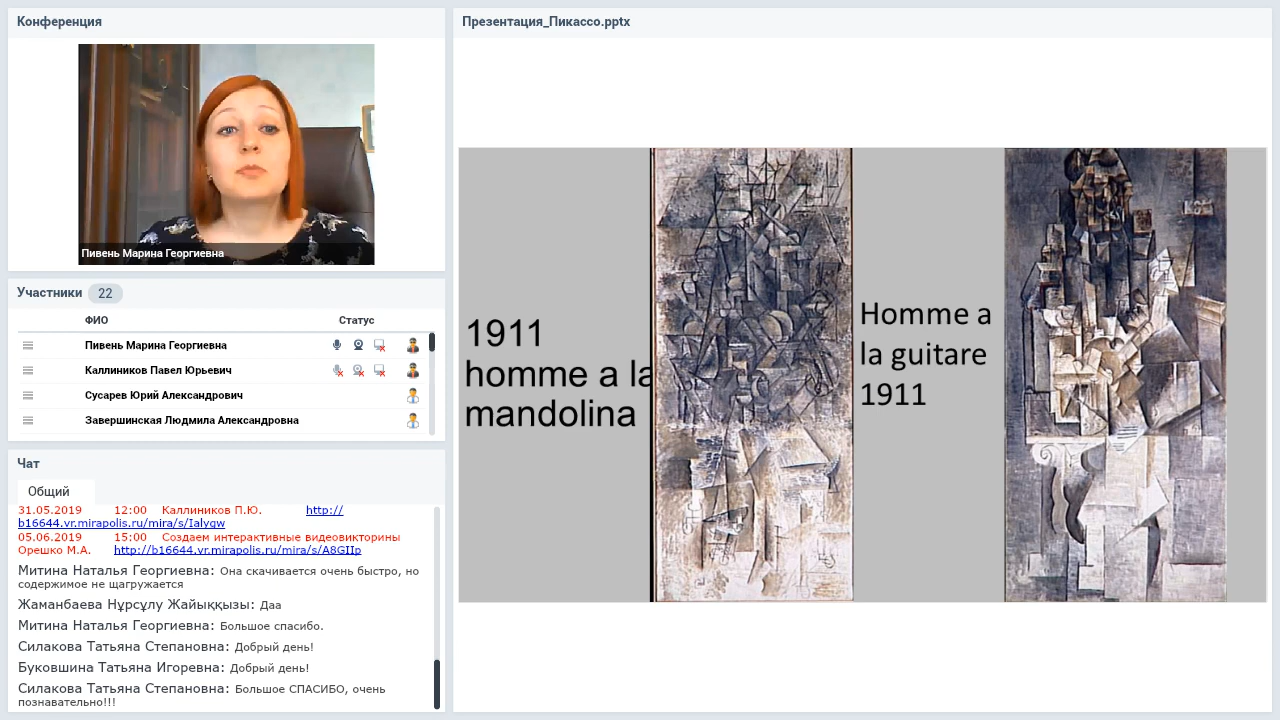 Конференция
Пивень Марина Георгиевна
Участники 22
ФИО Статус
Пивень Марина Георгиевна
Каллиников Павел Юрьевич
Сусарев Юрий Александрович
Завершинская Людмила Александровна
Чат
Общий
31.05.2019 12:00 Каллиников П.Ю. http://
b16644.vr.mirapolis.ru/mira/s/Ialvgw
05.06.2019 15:00 Создаем интерактивные видеовикторины
Орешко М.А. http://b16644.vr.mirapolis.ru/mira/s/A8GIIp
Митина Наталья Георгиевна: Она скачивается очень быстро, но
содержимое не щагружается
Жаманбаева Нұрсұлу Жайыққызы: Даа
Митина Наталья Георгиевна: Большое спасибо.
Силакова Татьяна Степановна: Добрый день!
Буковшина Татьяна Игоревна: Добрый день!
Силакова Татьяна Степановна: Большое СПАСИБО, очень
познавательно!!!
Презентация_Пикассо.pptx
1911
homme a la
mandolina
Homme a
la guitare
1911